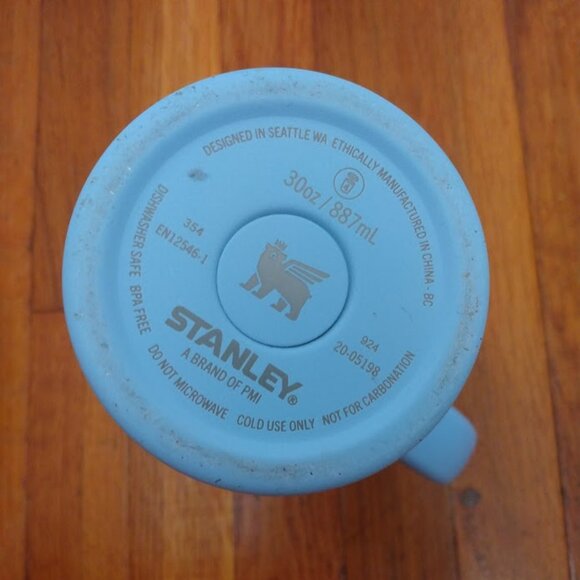 DESIGNED IN SEATTLE WA ETHICALLY MANUFACTURED IN CHINA - BC
30oz / 887mL
354
EN12546-1
DISHWASHER SAFE BPA FREE
STANLEY®
A BRAND OF PMI
924
20-05198
DO NOT MICROWAVE COLD USE ONLY NOT FOR CARBONATION